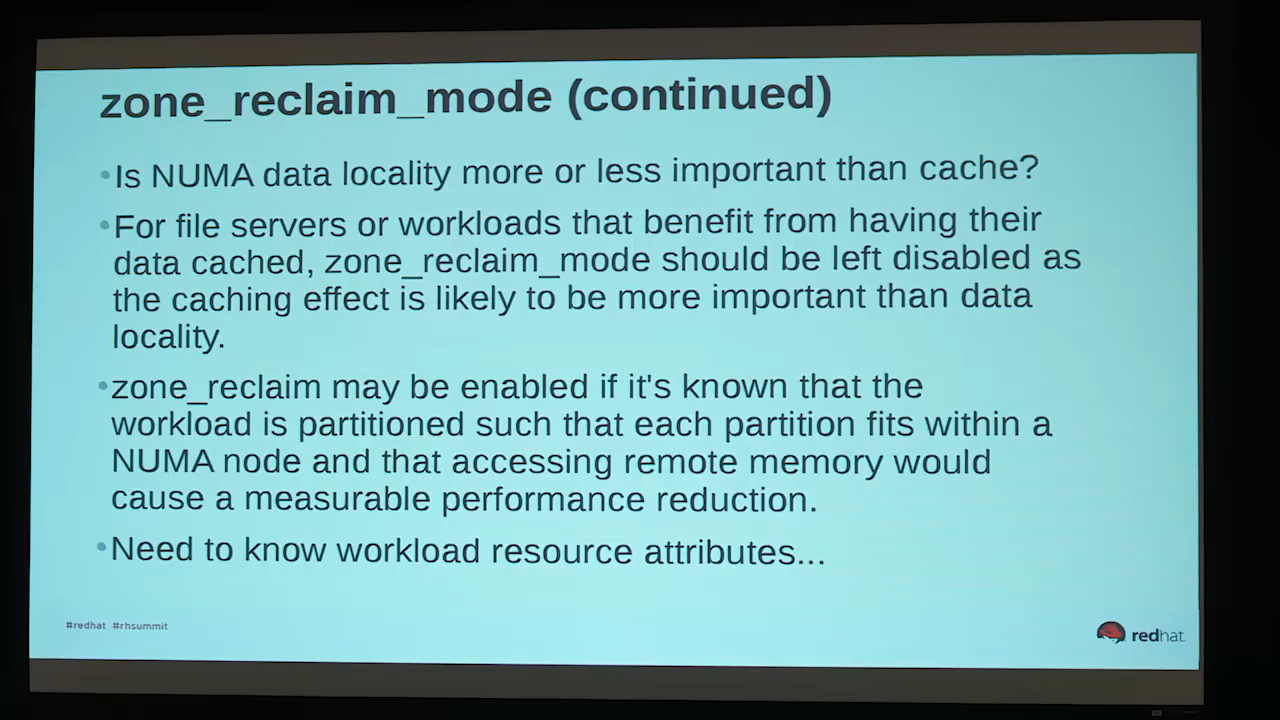 zone_reclaim_mode (continued)
•Is NUMA data locality more or less important than cache?
•For file servers or workloads that benefit from having their
data cached, zone_reclaim_mode should be left disabled as
the caching effect is likely to be more important than data
locality.
•zone_reclaim may be enabled if it's known that the
workload is partitioned such that each partition fits within a
NUMA node and that accessing remote memory would
cause a measurable performance reduction.
•Need to know workload resource attributes...
#redhat #rhsummit
redhat.